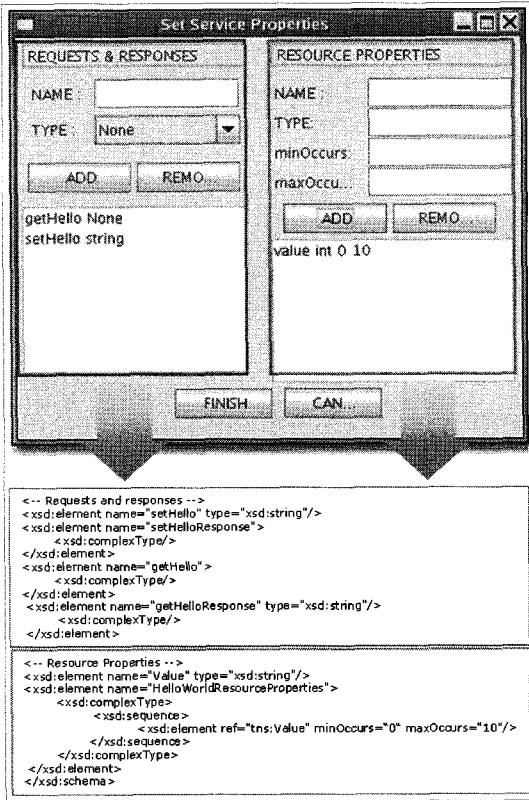 Set Service Properties
REQUESTS & RESPONSES
NAME :
TYPE :
None
ADD
REMO...
getHello None
setHello string
RESOURCE PROPERTIES
NAME :
TYPE:
minOccurs:
maxOccu...
ADD
REMO...
value int 0 10
FINISH
CAN...
<-- Requests and responses -->
<xsd:element name="setHello" type="xsd:string"/>
<xsd:element name="setHelloResponse">
<xsd:complexType/>
</xsd:element>
<xsd:element name="getHello">
<xsd:complexType/>
</xsd:element>
<xsd:element name="getHelloResponse" type="xsd:string"/>
<xsd:complexType/>
</xsd:element>
<-- Resource Properties -->
<xsd:element name="Value" type="xsd:string"/>
<xsd:element name="HelloWorldResourceProperties">
<xsd:complexType>
<xsd:sequence>
<xsd:element ref="tns:Value" minOccurs="0" maxOccurs="10"/>
</xsd:sequence>
</xsd:complexType>
</xsd:element>
</xsd:schema>